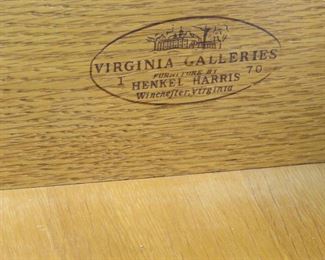 VIRGINIA GALLERIES
1 FURNITURE BY 70
HENKEL HARRIS
Winchester, Virginia